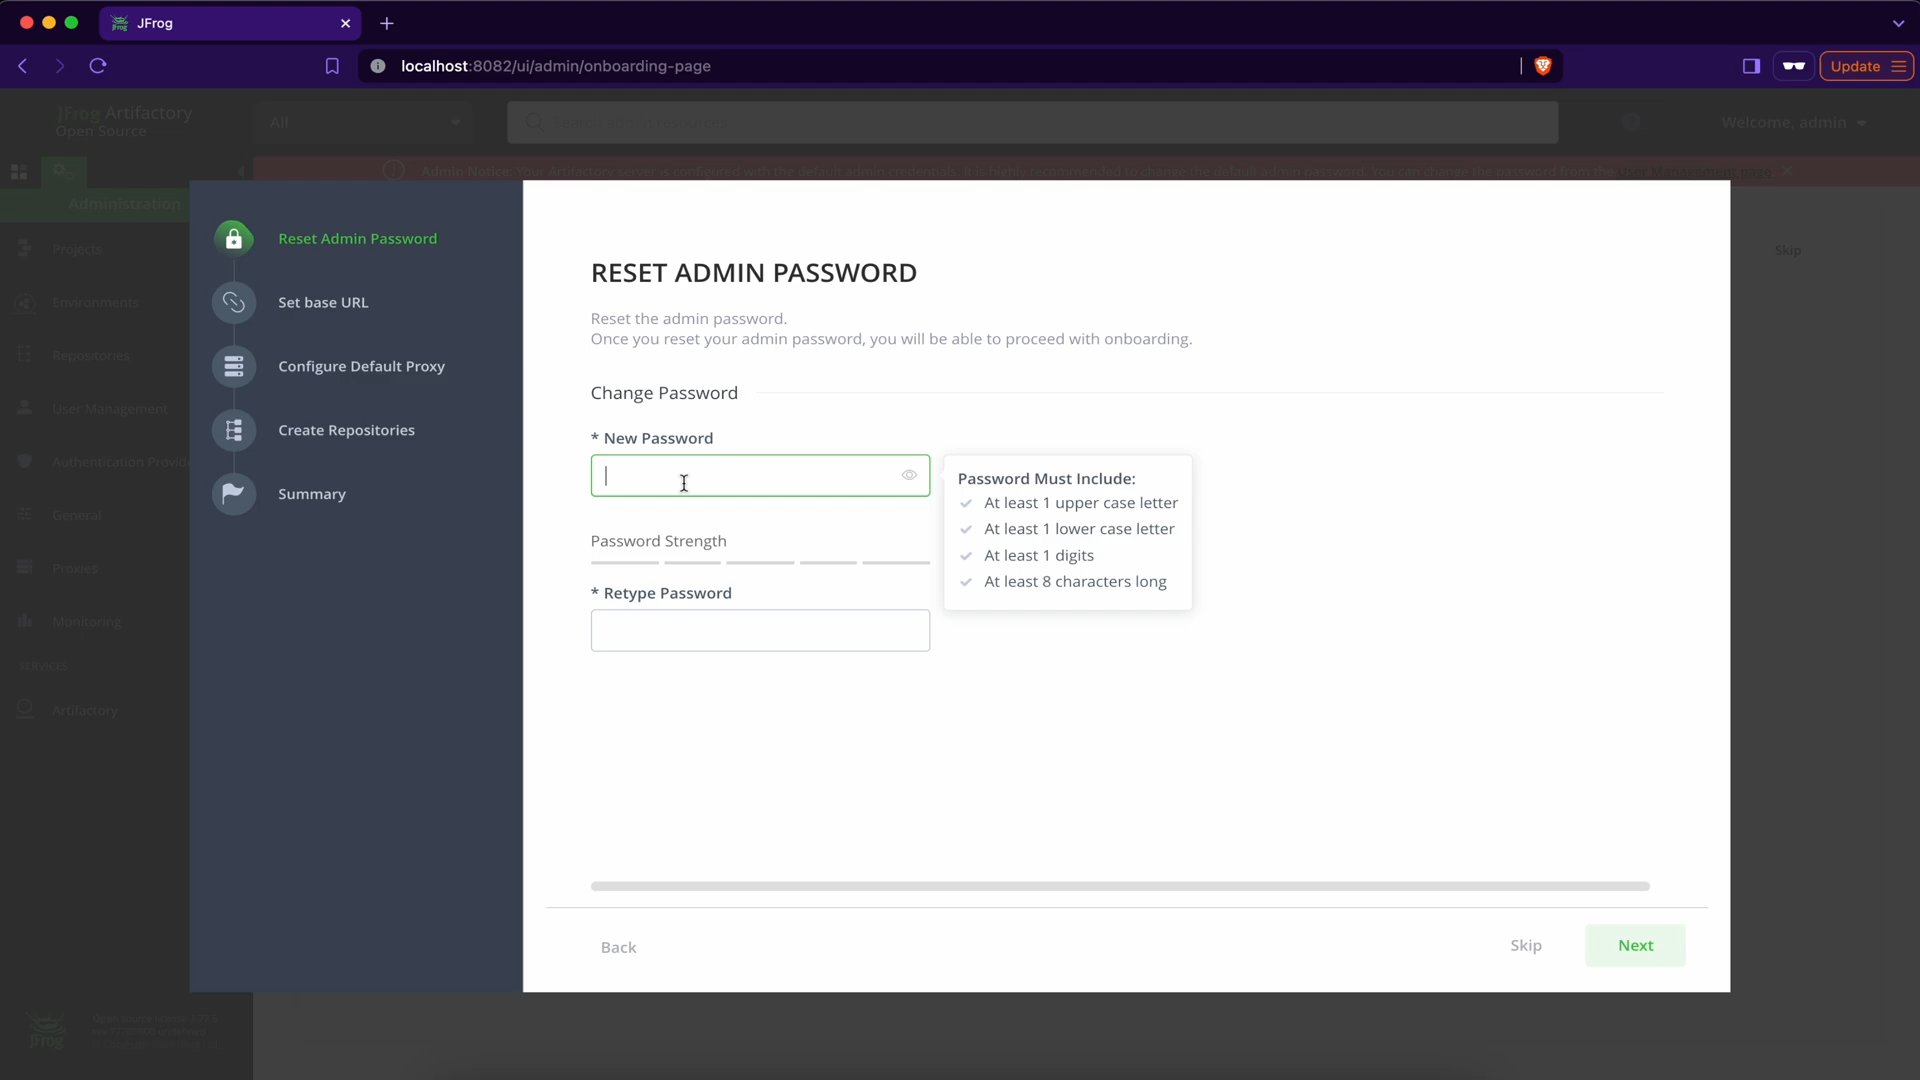 JFrog
localhost:8082/ui/admin/onboarding-page
Update
JFrog Artifactory
Open Source
All
Search admin resources
Welcome, admin
Admin Notice: Your Artifactory server is configured with the default admin credentials. It is highly recommended to change the default admin password. You can change the password from the User Management page
Administration
Projects
Environments
Repositories
User Management
Authentication Provide
General
Proxies
Monitoring
SERVICES
Artifactory
JFrog
Skip
Reset Admin Password
Set base URL
Configure Default Proxy
Create Repositories
Summary
RESET ADMIN PASSWORD
Reset the admin password.
Once you reset your admin password, you will be able to proceed with onboarding.
Change Password
* New Password
Password Must Include:
At least 1 upper case letter
At least 1 lower case letter
At least 1 digits
At least 8 characters long
Password Strength
* Retype Password
Back
Skip
Next